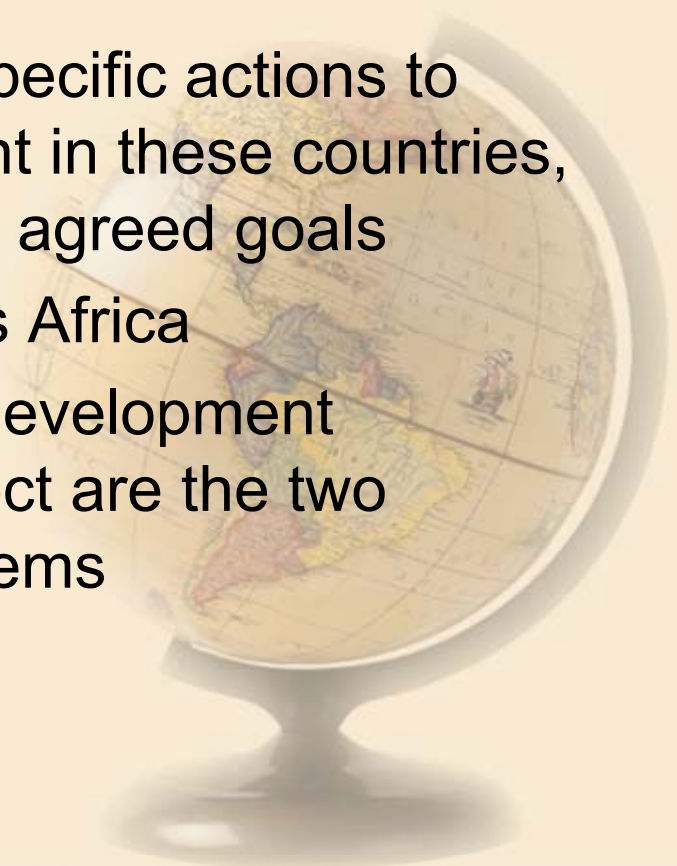 pecific actions to
nt in these countries,
agreed goals
s Africa
evelopment
ct are the two
ems